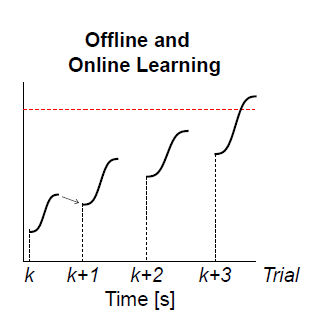 Offline and
Online Learning
k k+1 k+2 k+3 Trial
Time [s]